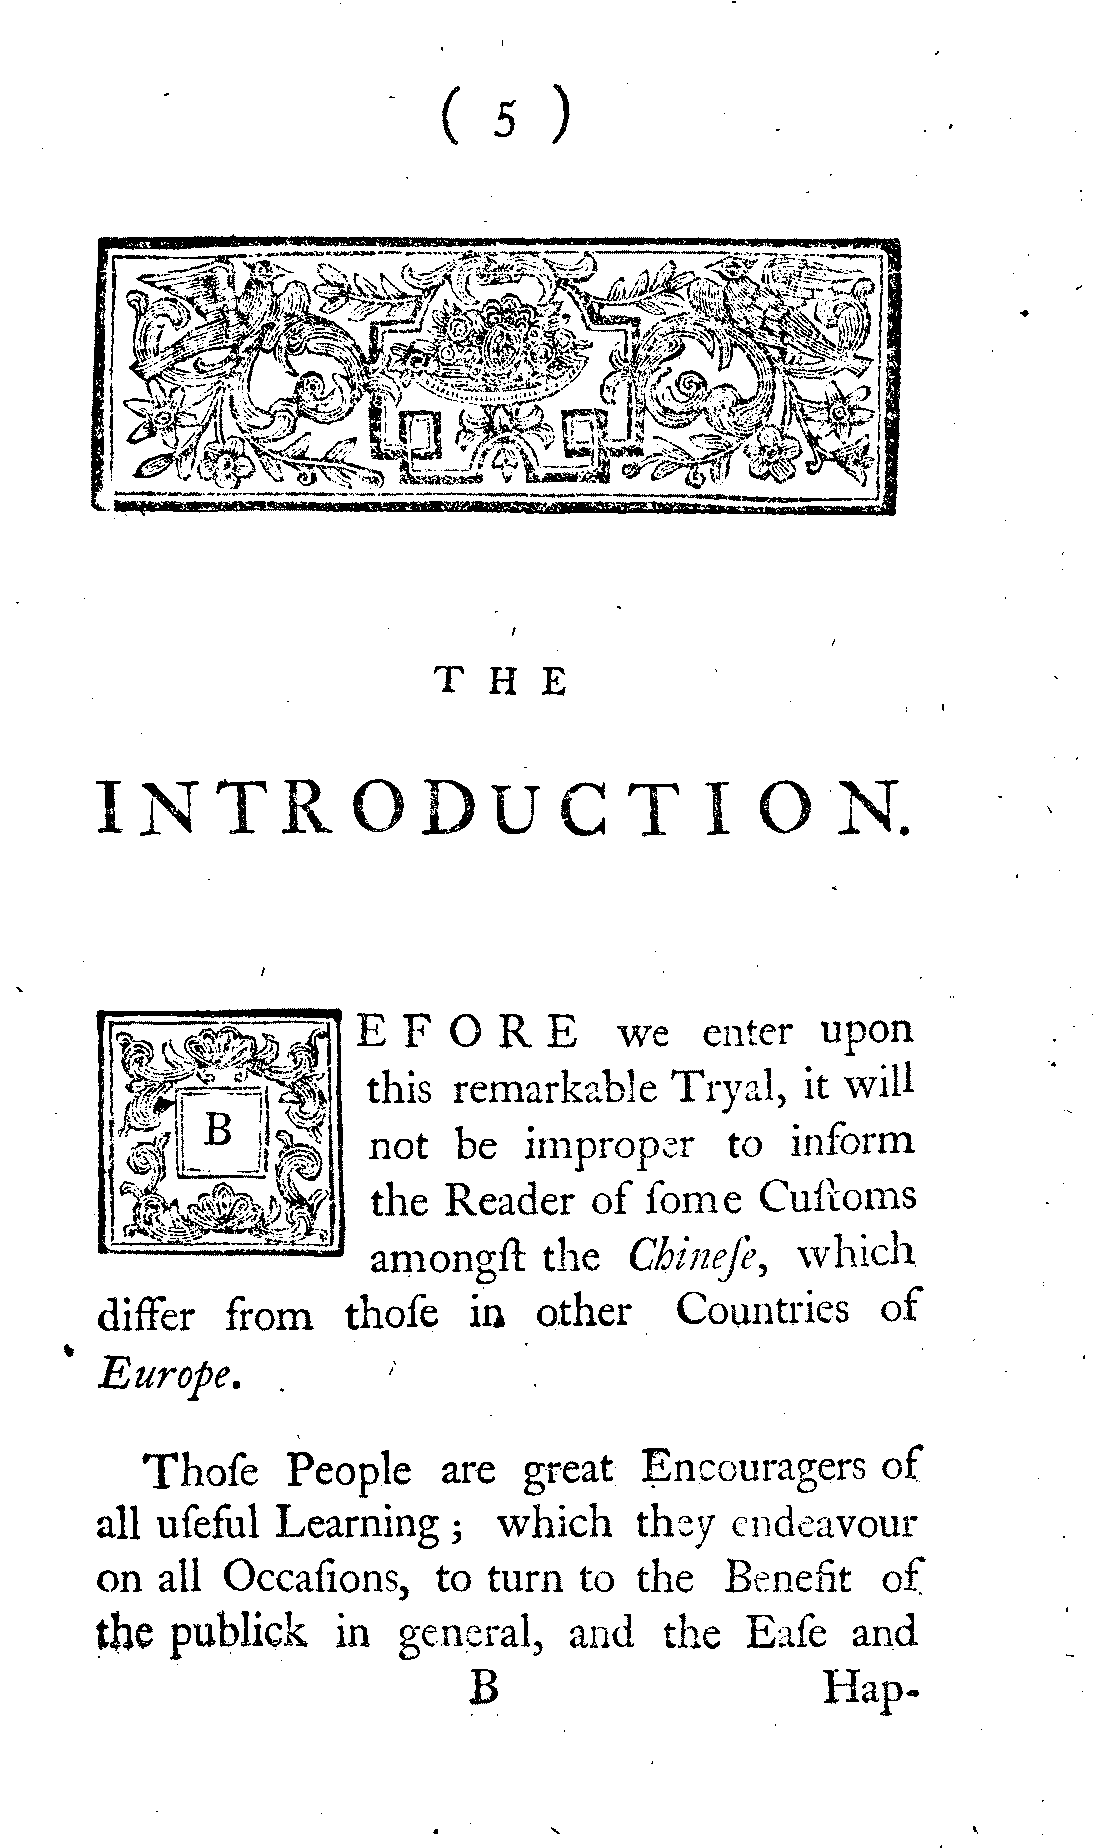 ( 5 )
THE
INTRODUCTION.
BEFORE we enter upon
this remarkable Tryal, it will
not be improper to inform
the Reader of ſome Cuſtoms
amongſt the Chineſe, which
differ from thoſe in other Countries of
Europe.
Thoſe People are great Encouragers of
all uſeful Learning; which they endeavour
on all Occaſions, to turn to the Benefit of
the publick in general, and the Eaſe and
B Hap-